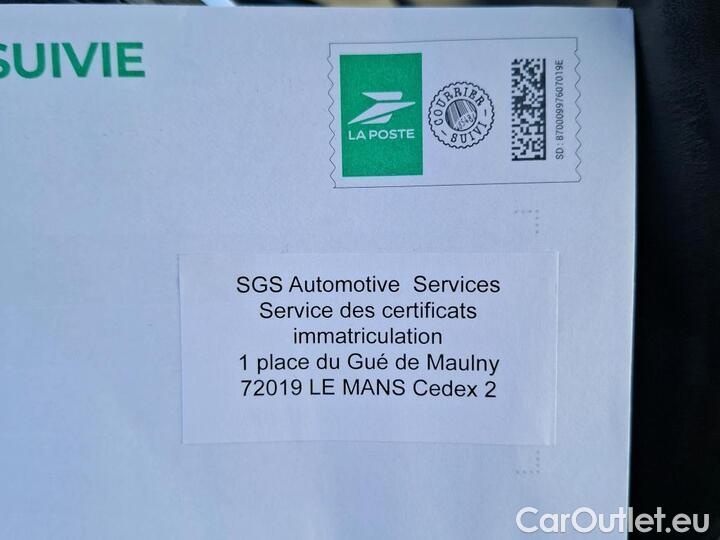 SUIVIE
LA POSTE
COURRIER
SUIVI
SD : 87000997607019E
SGS Automotive Services
Service des certificats
immatriculation
1 place du Gué de Maulny
72019 LE MANS Cedex 2
CarOutlet.eu